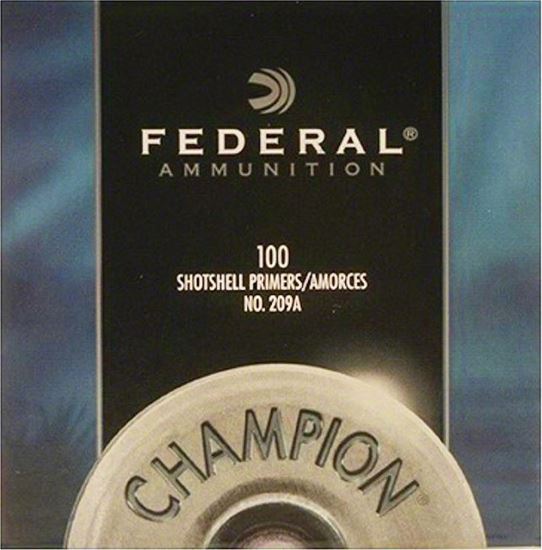 FEDERAL®
AMMUNITION
100
SHOTSHELL PRIMERS/AMORCES
NO. 209A
CHAMPION®